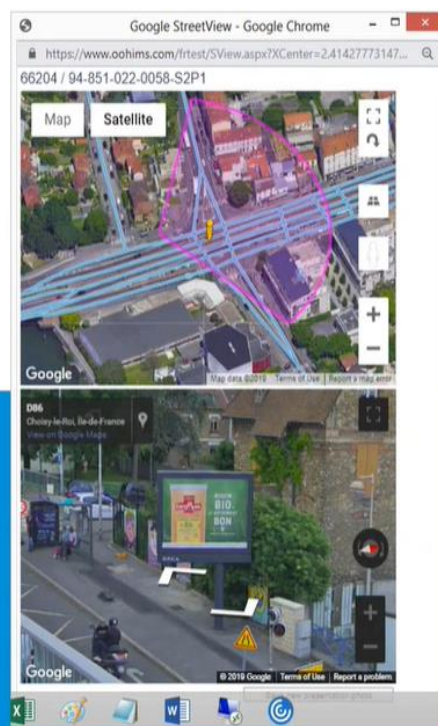 Google StreetView - Google Chrome
https://www.oohims.com/frtest/SView.aspx?XCenter=2.41427773147...
66204 / 94-851-022-0058-S2P1
Map
Satellite
Google
Map data ©2019
Terms of Use
Report a map error
D86
Choisy-le-Roi, Île-de-France
View on Google Maps
BIO
BON
Google
© 2019 Google
Terms of Use
Report a problem